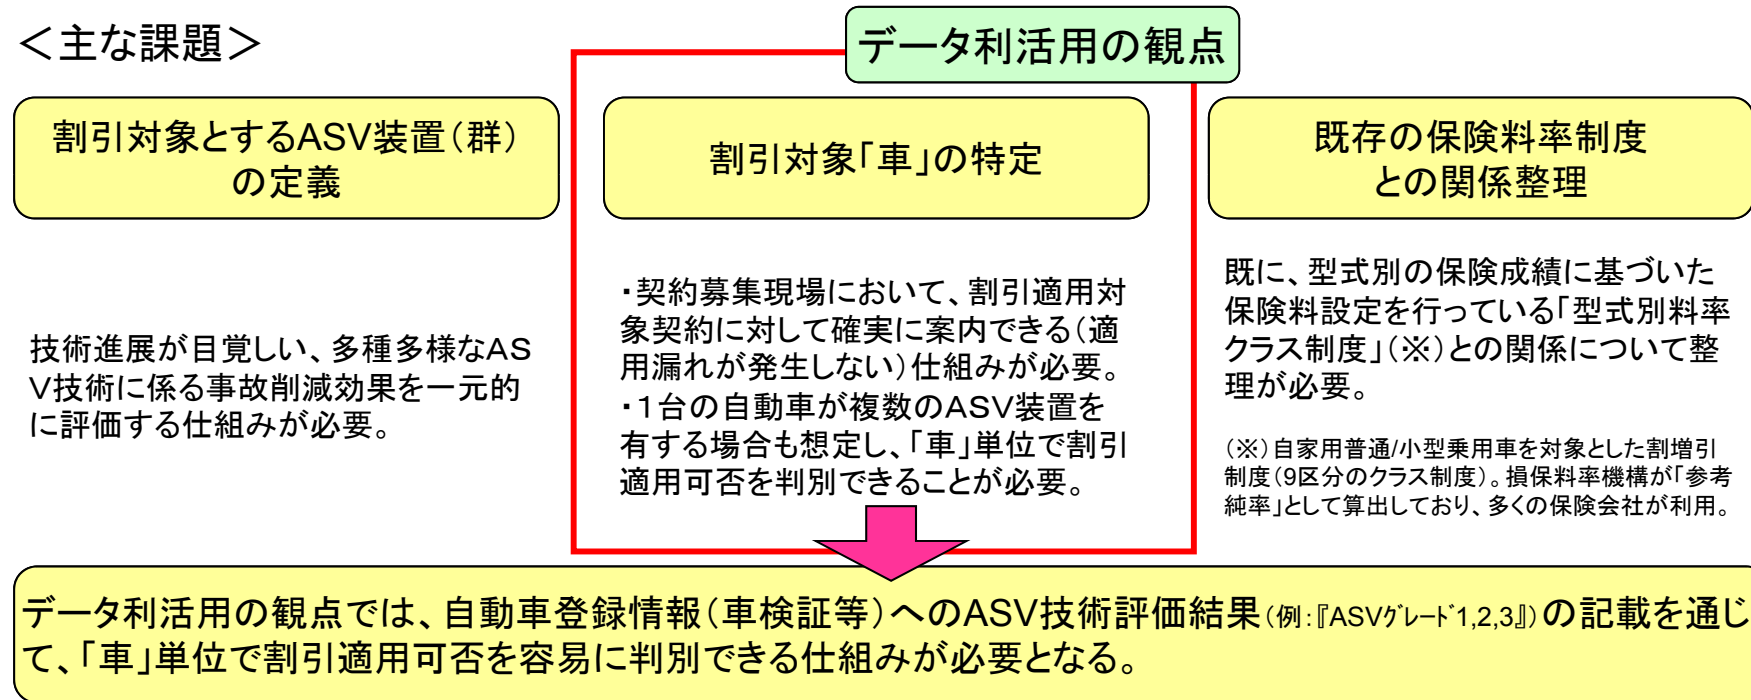 ＜主な課題＞
データ利活用の観点
割引対象とするASV装置（群）
の定義
技術進展が目覚しい、多種多様なＡＳ
Ｖ技術に係る事故削減効果を一元的
に評価する仕組みが必要。
割引対象「車」の特定
・契約募集現場において、割引適用対
象契約に対して確実に案内できる（適
用漏れが発生しない）仕組みが必要。
・１台の自動車が複数のＡＳＶ装置を
有する場合も想定し、「車」単位で割引
適用可否を判別できることが必要。
既存の保険料率制度
との関係整理
既に、型式別の保険成績に基づいた
保険料設定を行っている「型式別料率
クラス制度」（※）との関係について整
理が必要。
（※）自家用普通/小型乗用車を対象とした割増引
制度（9区分のクラス制度）。損保料率機構が「参考
純率」として算出しており、多くの保険会社が利用。
データ利活用の観点では、自動車登録情報（車検証等）へのASV技術評価結果（例：『ASVｸﾞﾚｰﾄﾞ1,2,3』）の記載を通じ
て、「車」単位で割引適用可否を容易に判別できる仕組みが必要となる。